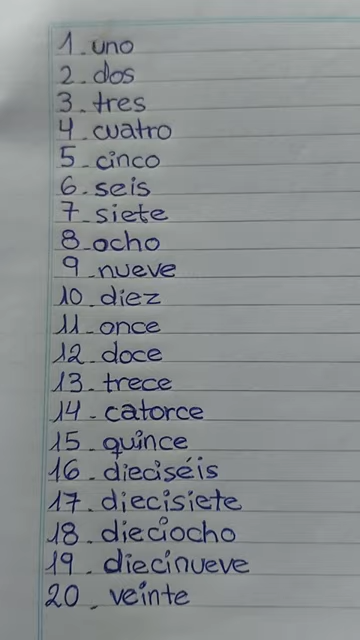 1. uno
2. dos
3. tres
4. cuatro
5. cinco
6. seis
7. siete
8. ocho
9. nueve
10. diez
11. once
12. doce
13. trece
14. catorce
15. quince
16. dieciséis
17. diecisiete
18. dieciocho
19. diecinueve
20. veinte